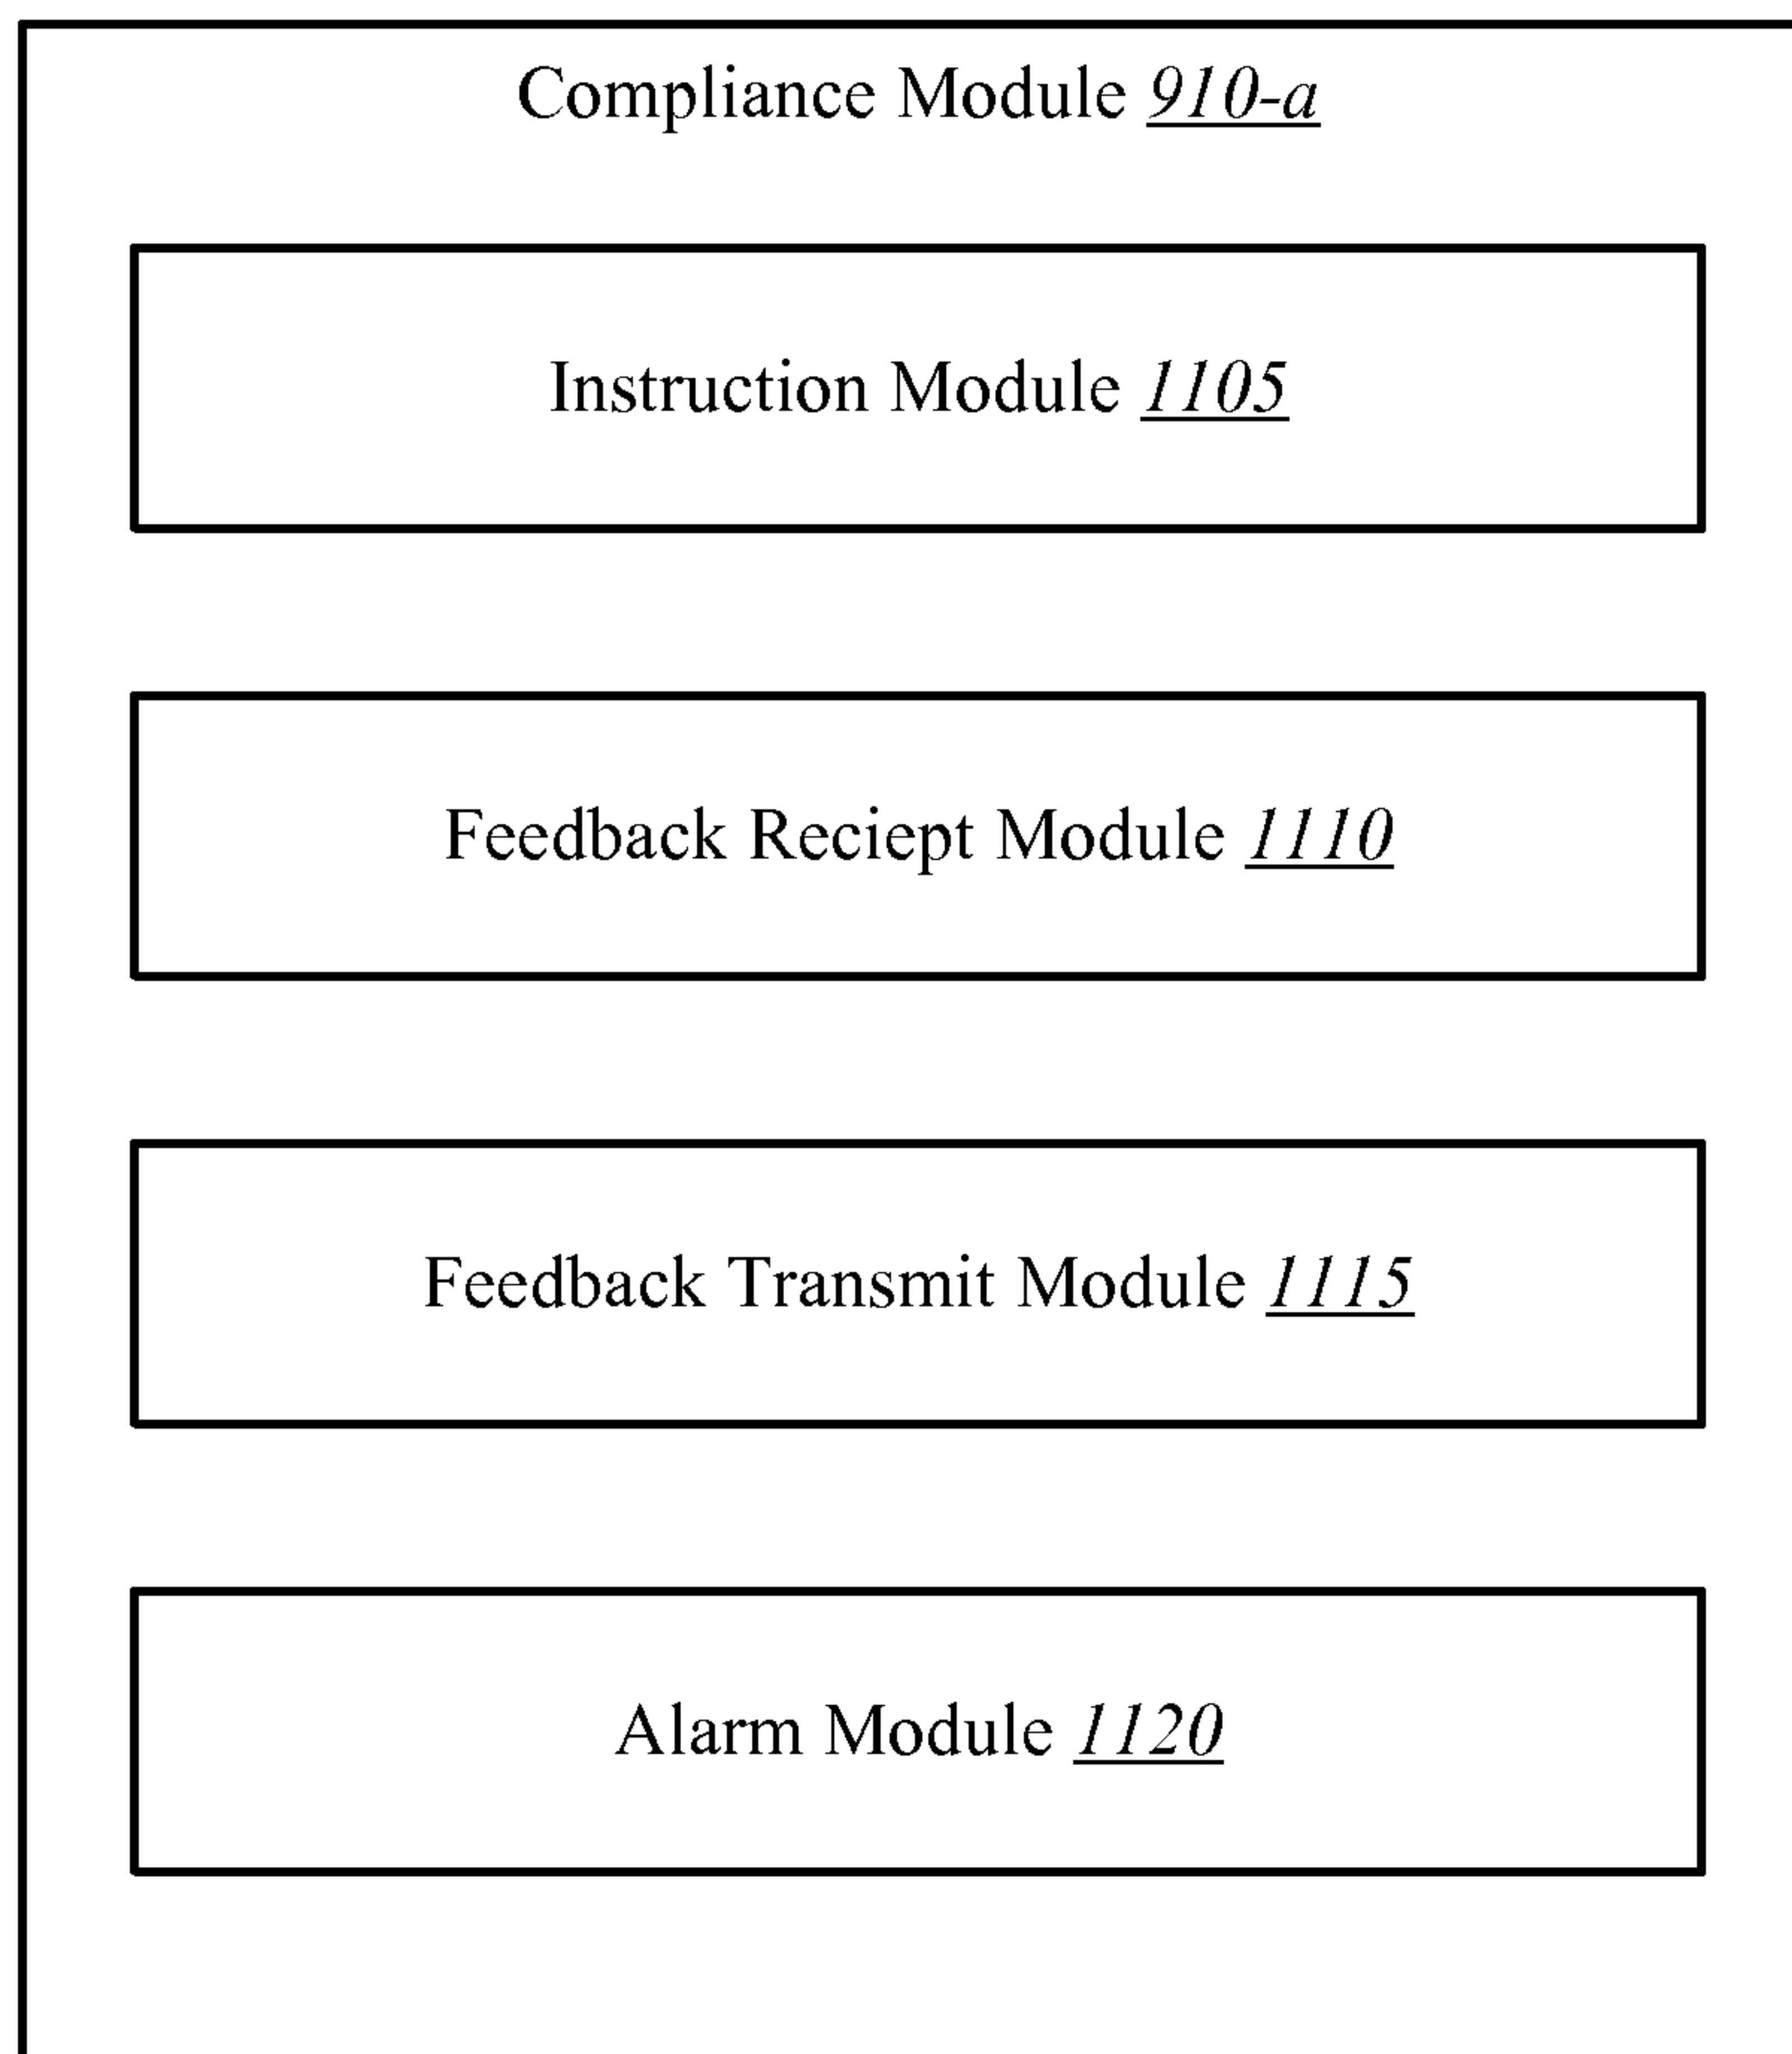 Compliance Module 910-a
Instruction Module 1105
Feedback Reciept Module 1110
Feedback Transmit Module 1115
Alarm Module 1120